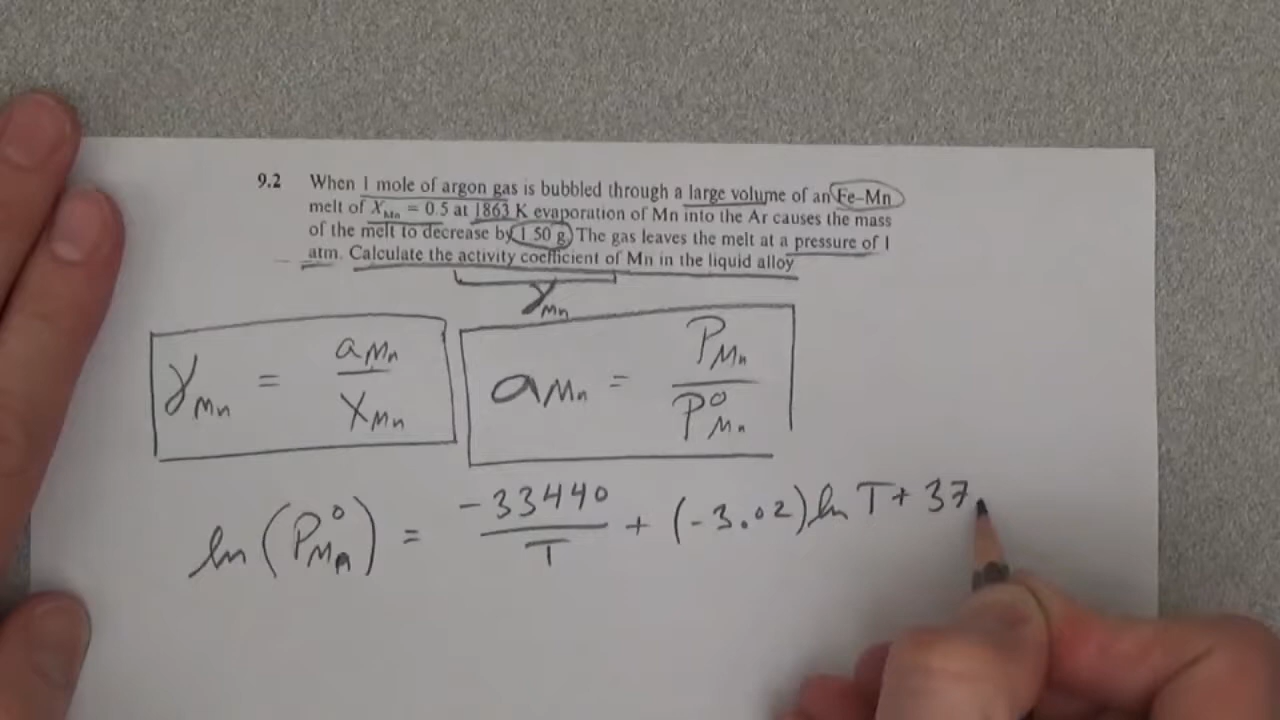 9.2 When 1 mole of argon gas is bubbled through a large volume of an Fe–Mn
melt of X_Mn = 0.5 at 1863 K evaporation of Mn into the Ar causes the mass
of the melt to decrease by 1 50 g. The gas leaves the melt at a pressure of 1
atm. Calculate the activity coefficient of Mn in the liquid alloy
γ_Mn
γ_Mn = a_Mn / X_Mn
a_Mn = P_Mn / P°_Mn
ln(P°_Mn) = -33440 / T + (-3.02) ln T + 37.